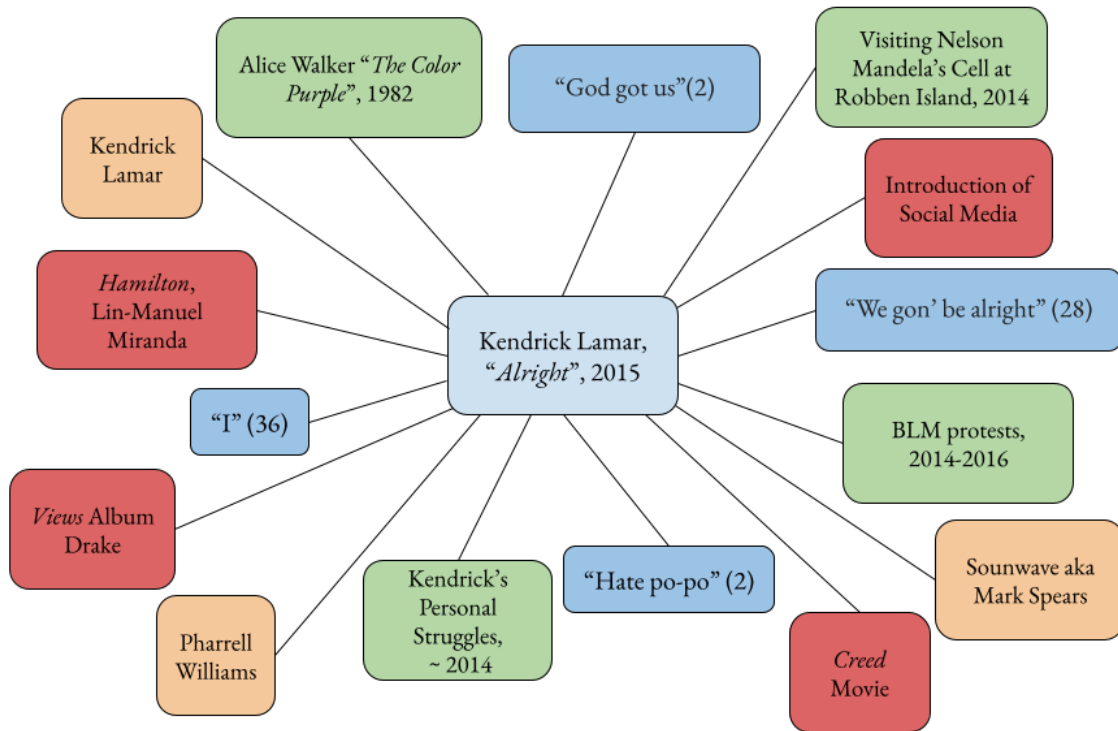 Alice Walker “The Color
Purple”, 1982
“God got us”(2)
Visiting Nelson
Mandela’s Cell at
Robben Island, 2014
Kendrick
Lamar
Introduction of
Social Media
Hamilton,
Lin-Manuel
Miranda
“We gon’ be alright” (28)
Kendrick Lamar,
“Alright”, 2015
“I” (36)
BLM protests,
2014-2016
Views Album
Drake
Sounwave aka
Mark Spears
Kendrick’s
Personal
Struggles,
~ 2014
“Hate po-po” (2)
Pharrell
Williams
Creed
Movie